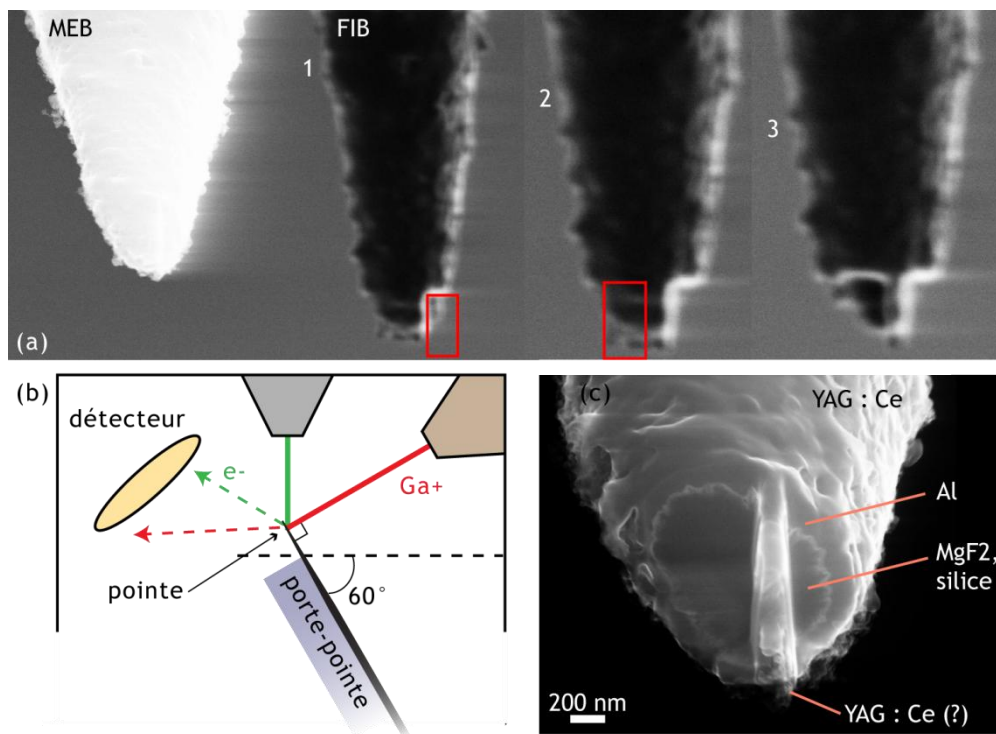 MEB
FIB
1
2
3
(a)
(b)
détecteur
e-
Ga+
pointe
60°
porte-pointe
(c)
YAG : Ce
Al
MgF2,
silice
200 nm
YAG : Ce (?)